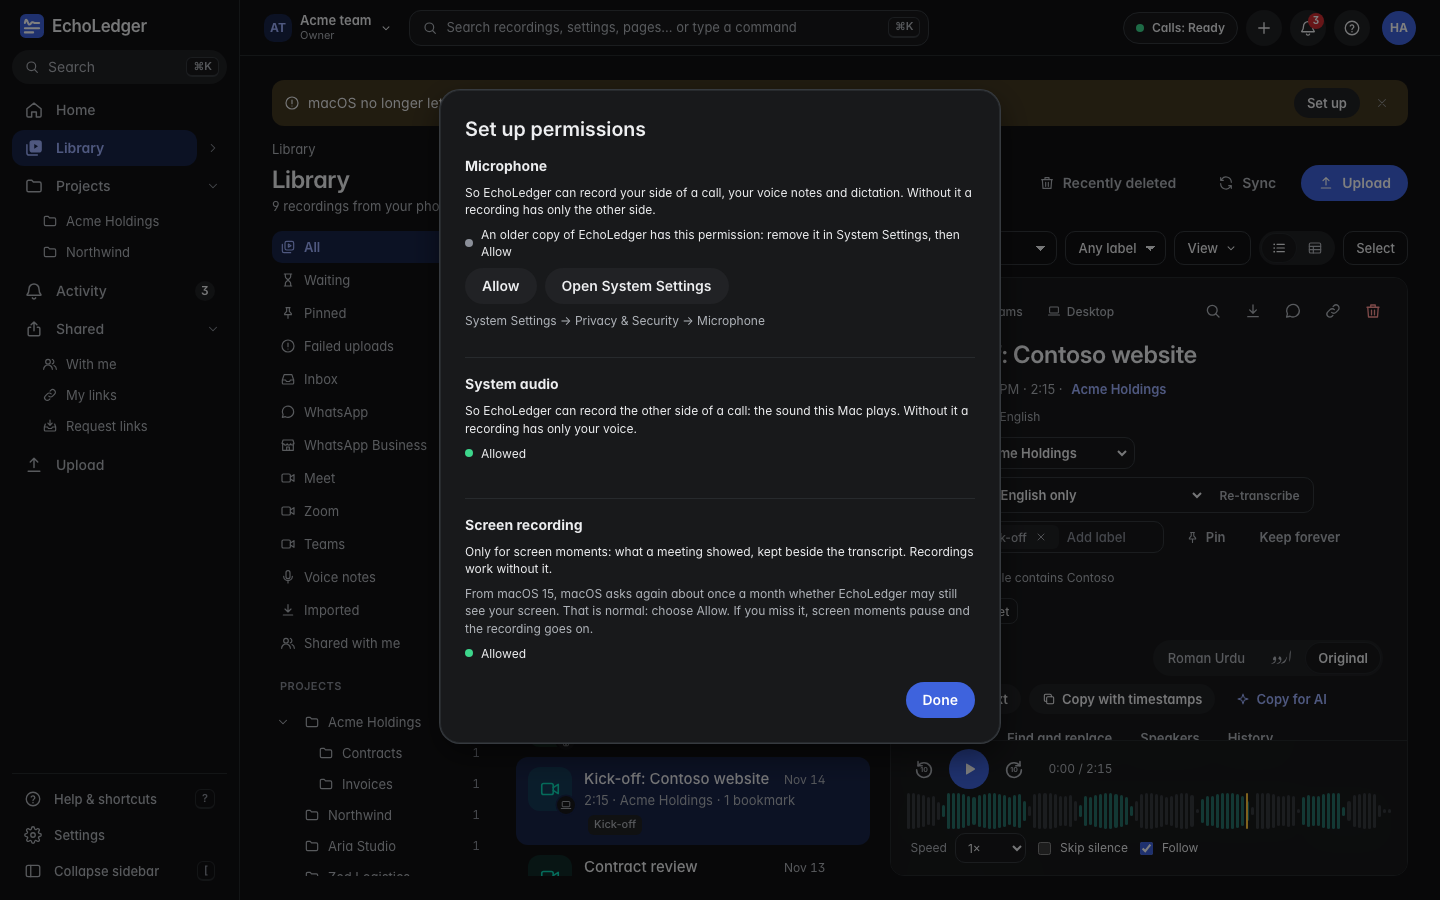 EchoLedger
Search ⌘K
Home
Library
Projects
Acme Holdings
Northwind
Activity 3
Shared
With me
My links
Request links
Upload
Help & shortcuts ?
Settings
Collapse sidebar [
AT Acme team
Owner
Search recordings, settings, pages... or type a command ⌘K
Calls: Ready
3
HA
macOS no longer let
Set up
Library
Library
9 recordings from your pho
Recently deleted
Sync
Upload
All
Waiting
Pinned
Failed uploads
Inbox
WhatsApp
WhatsApp Business
Meet
Zoom
Teams
Voice notes
Imported
Shared with me
PROJECTS
Acme Holdings
Contracts 1
Invoices 1
Northwind 1
Aria Studio 1
Zed Logistics
Set up permissions
Microphone
So EchoLedger can record your side of a call, your voice notes and dictation. Without it a
recording has only the other side.
An older copy of EchoLedger has this permission: remove it in System Settings, then
Allow
Allow Open System Settings
System Settings → Privacy & Security → Microphone
System audio
So EchoLedger can record the other side of a call: the sound this Mac plays. Without it a
recording has only your voice.
Allowed
Screen recording
Only for screen moments: what a meeting showed, kept beside the transcript. Recordings
work without it.
From macOS 15, macOS asks again about once a month whether EchoLedger may still
see your screen. That is normal: choose Allow. If you miss it, screen moments pause and
the recording goes on.
Allowed
Done
Kick-off: Contoso website Nov 14
2:15 · Acme Holdings · 1 bookmark
Kick-off
Contract review Nov 13
Any label
View
Select
ams Desktop
: Contoso website
PM · 2:15 · Acme Holdings
English
me Holdings
English only Re-transcribe
k-off × Add label Pin Keep forever
le contains Contoso
et
Roman Urdu اردو Original
xt Copy with timestamps Copy for AI
Find and replace Speakers History
10 10 0:00 / 2:15
Speed 1× Skip silence Follow